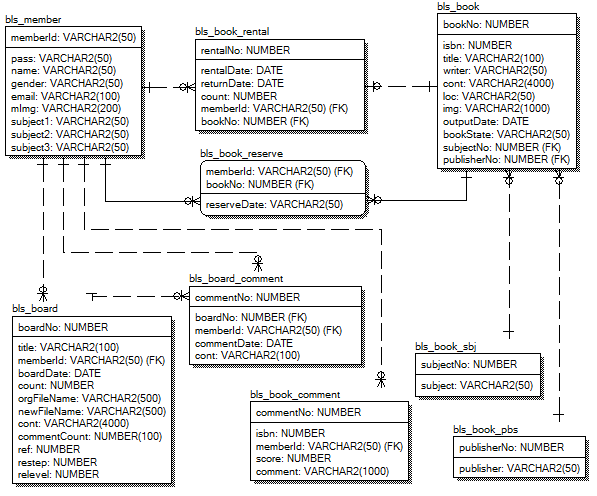 bls_member
memberId: VARCHAR2(50)
pass: VARCHAR2(50)
name: VARCHAR2(50)
gender: VARCHAR2(50)
email: VARCHAR2(100)
mImg: VARCHAR2(200)
subject1: VARCHAR2(50)
subject2: VARCHAR2(50)
subject3: VARCHAR2(50)
bls_book_rental
rentalNo: NUMBER
rentalDate: DATE
returnDate: DATE
count: NUMBER
memberId: VARCHAR2(50) (FK)
bookNo: NUMBER (FK)
bls_book
bookNo: NUMBER
isbn: NUMBER
title: VARCHAR2(100)
writer: VARCHAR2(50)
cont: VARCHAR2(4000)
loc: VARCHAR2(50)
img: VARCHAR2(1000)
outputDate: DATE
bookState: VARCHAR2(50)
subjectNo: NUMBER (FK)
publisherNo: NUMBER (FK)
bls_book_reserve
memberId: VARCHAR2(50) (FK)
bookNo: NUMBER (FK)
reserveDate: VARCHAR2(50)
bls_board
boardNo: NUMBER
title: VARCHAR2(100)
memberId: VARCHAR2(50) (FK)
boardDate: DATE
count: NUMBER
orgFileName: VARCHAR2(500)
newFileName: VARCHAR2(500)
cont: VARCHAR2(4000)
commentCount: NUMBER(100)
ref: NUMBER
restep: NUMBER
relevel: NUMBER
bls_board_comment
commentNo: NUMBER
boardNo: NUMBER (FK)
memberId: VARCHAR2(50) (FK)
commentDate: DATE
cont: VARCHAR2(100)
bls_book_comment
commentNo: NUMBER
isbn: NUMBER
memberId: VARCHAR2(50) (FK)
score: NUMBER
comment: VARCHAR2(1000)
bls_book_sbj
subjectNo: NUMBER
subject: VARCHAR2(50)
bls_book_pbs
publisherNo: NUMBER
publisher: VARCHAR2(50)